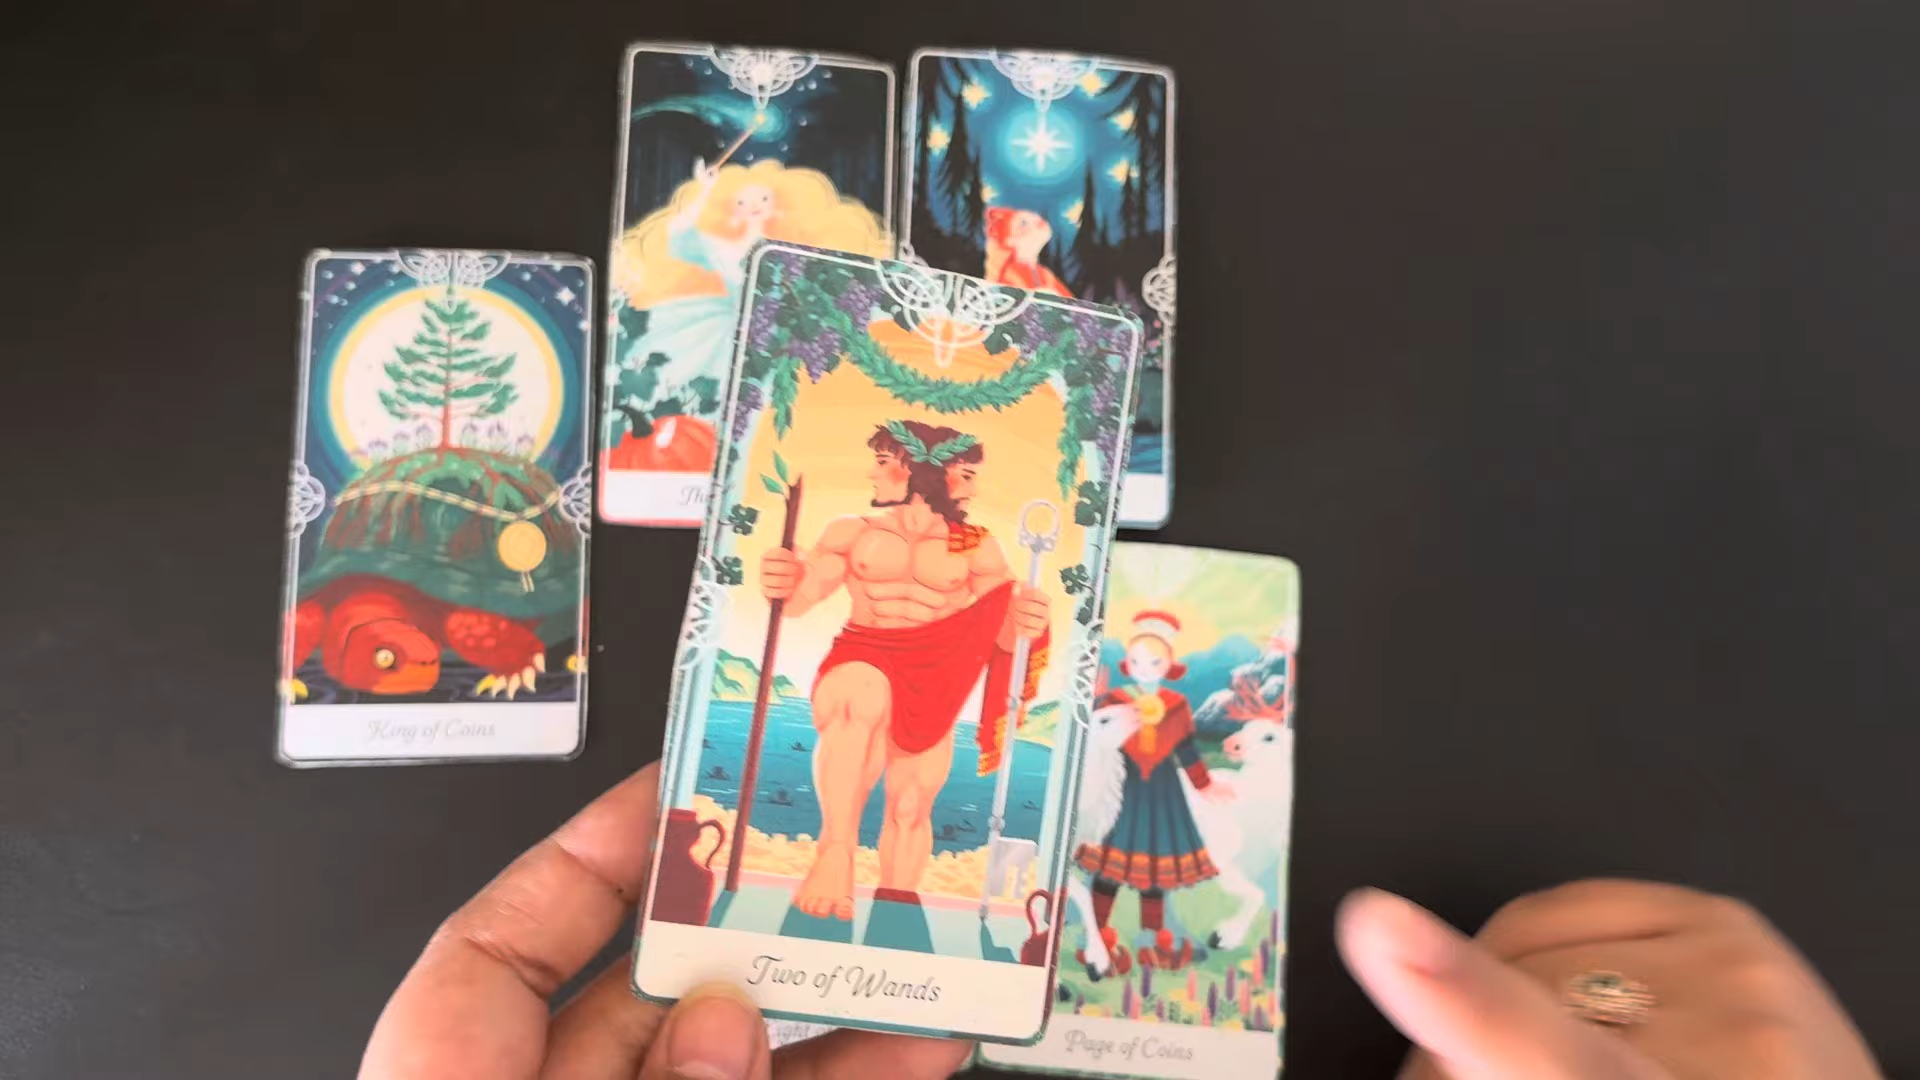 King of Coins
Two of Wands
Page of Coins